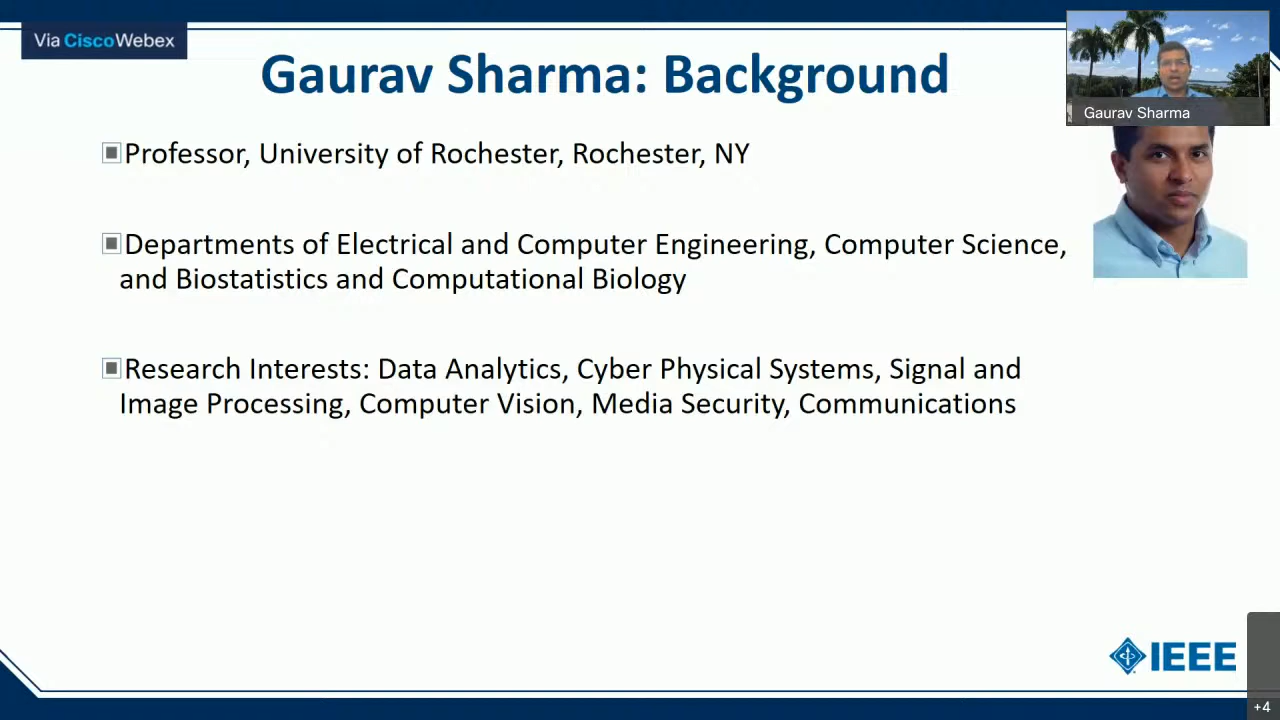 Via CiscoWebex
Gaurav Sharma: Background
Gaurav Sharma
Professor, University of Rochester, Rochester, NY
Departments of Electrical and Computer Engineering, Computer Science,
and Biostatistics and Computational Biology
Research Interests: Data Analytics, Cyber Physical Systems, Signal and
Image Processing, Computer Vision, Media Security, Communications
IEEE
+4